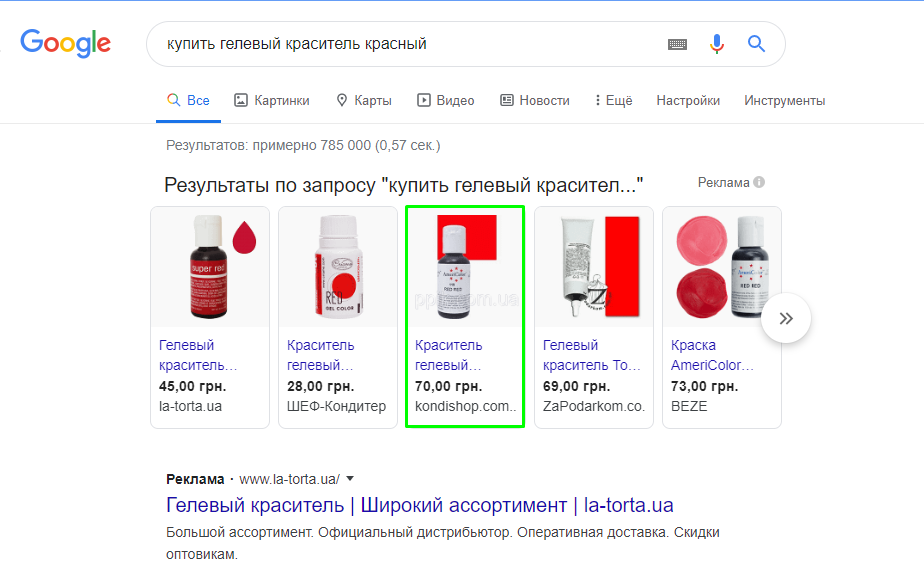 Google
купить гелевый краситель красный
Все Картинки Карты Видео Новости Ещё Настройки Инструменты
Результатов: примерно 785 000 (0,57 сек.)
Результаты по запросу "купить гелевый красител..."
Реклама
super red
RED
GEL COLOR
AmeriColor
RED RED
AmeriColor
RED RED
Гелевый
краситель...
45,00 грн.
la-torta.ua
Краситель
гелевый...
28,00 грн.
ШЕФ-Кондитер
Краситель
гелевый...
70,00 грн.
kondishop.com..
Гелевый
краситель To...
69,00 грн.
ZaPodarkom.co.
Краска
AmeriColor...
73,00 грн.
BEZE
Реклама · www.la-torta.ua/
Гелевый краситель | Широкий ассортимент | la-torta.ua
Большой ассортимент. Официальный дистрибьютор. Оперативная доставка. Скидки
оптовикам.